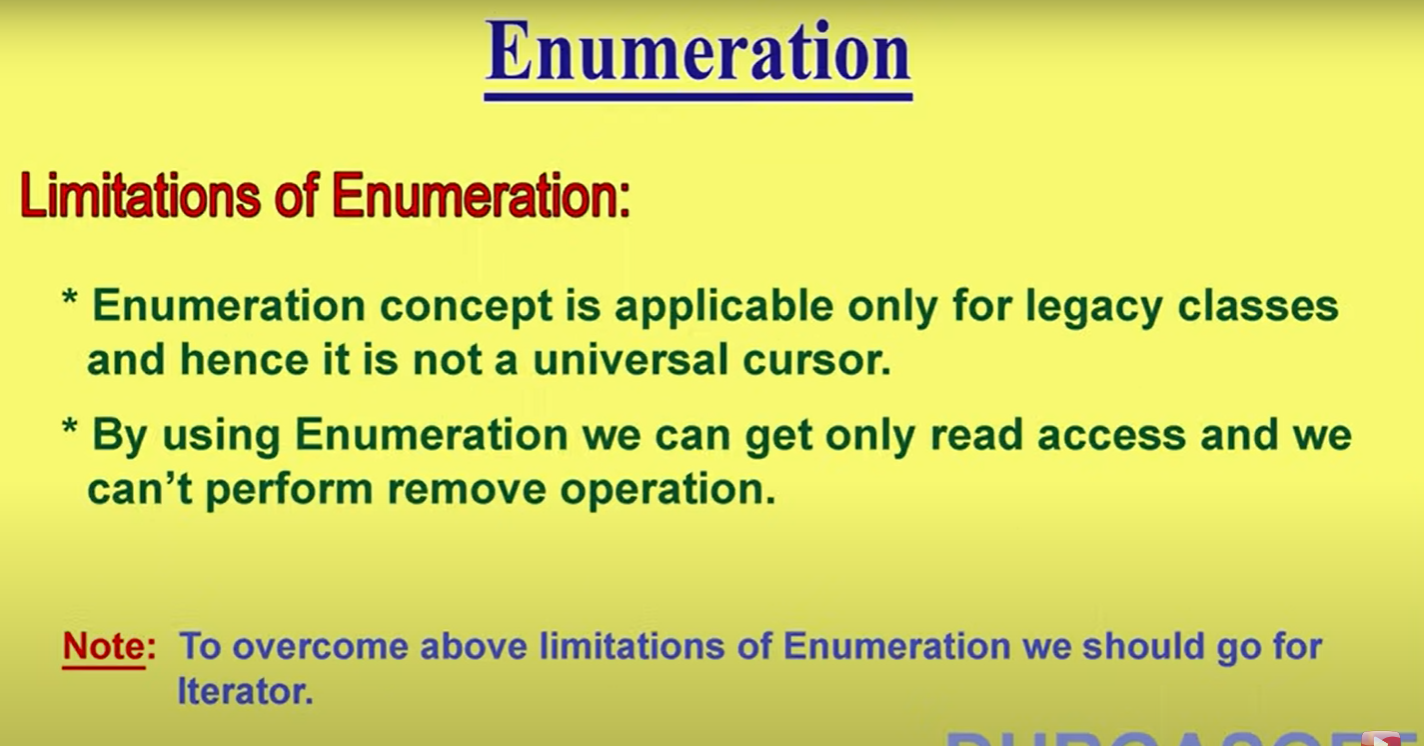 Enumeration
Limitations of Enumeration:
* Enumeration concept is applicable only for legacy classes
and hence it is not a universal cursor.
* By using Enumeration we can get only read access and we
can’t perform remove operation.
Note: To overcome above limitations of Enumeration we should go for
Iterator.